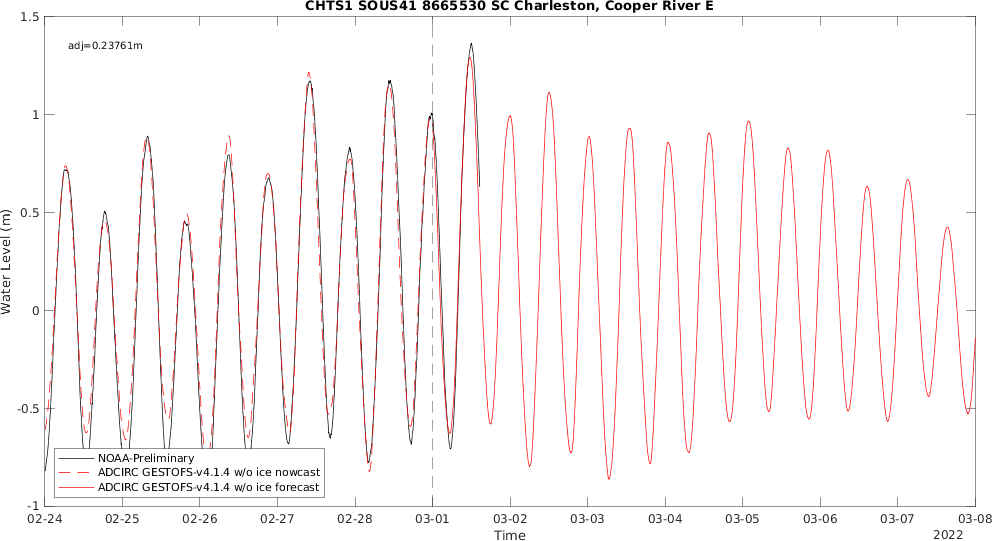 CHTS1 SOUS41 8665530 SC Charleston, Cooper River E
adj=0.23761m
Water Level (m)
1.5
1
0.5
0
-0.5
-1
NOAA-Preliminary
ADCIRC GESTOFS-v4.1.4 w/o ice nowcast
ADCIRC GESTOFS-v4.1.4 w/o ice forecast
02-24 02-25 02-26 02-27 02-28 03-01 03-02 03-03 03-04 03-05 03-06 03-07 03-08
Time
2022